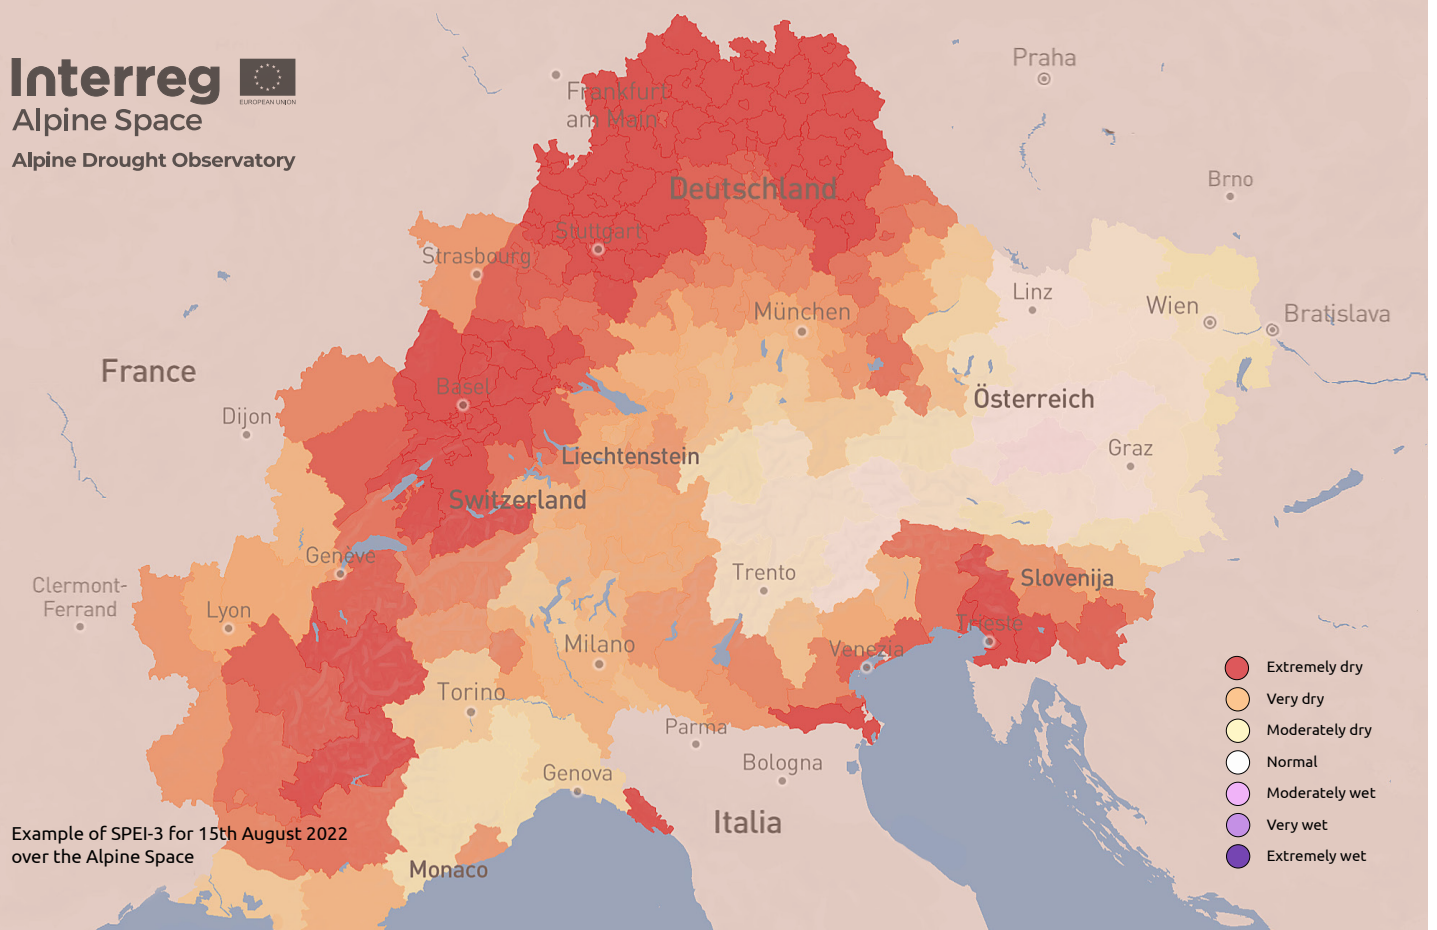 Interreg
EUROPEAN UNION
Alpine Space
Alpine Drought Observatory
Praha
Frankfurt
am Main
Brno
Deutschland
Stuttgart
Strasbourg
Linz
Wien
Bratislava
München
France
Basel
Österreich
Dijon
Graz
Liechtenstein
Switzerland
Genève
Clermont-
Ferrand
Trento
Slovenija
Lyon
Trieste
Milano
Venezia
Torino
Parma
Bologna
Genova
Italia
Monaco
Extremely dry
Very dry
Moderately dry
Normal
Moderately wet
Very wet
Extremely wet
Example of SPEI-3 for 15th August 2022
over the Alpine Space